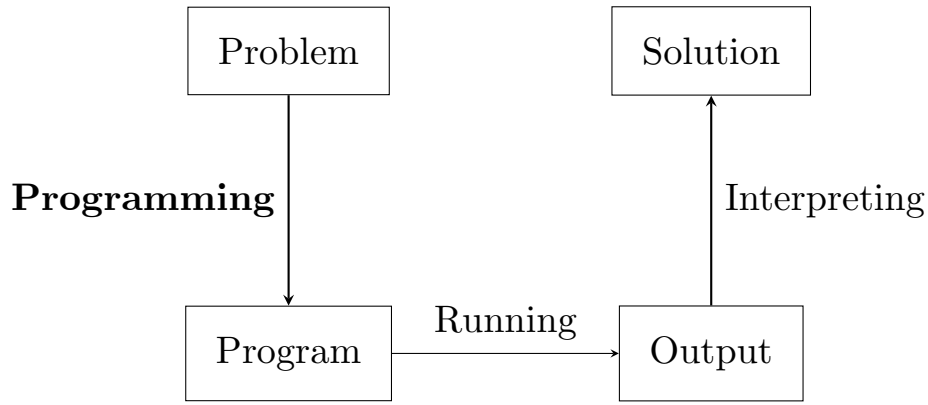 Problem
Solution
Programming
Interpreting
Running
Program
Output